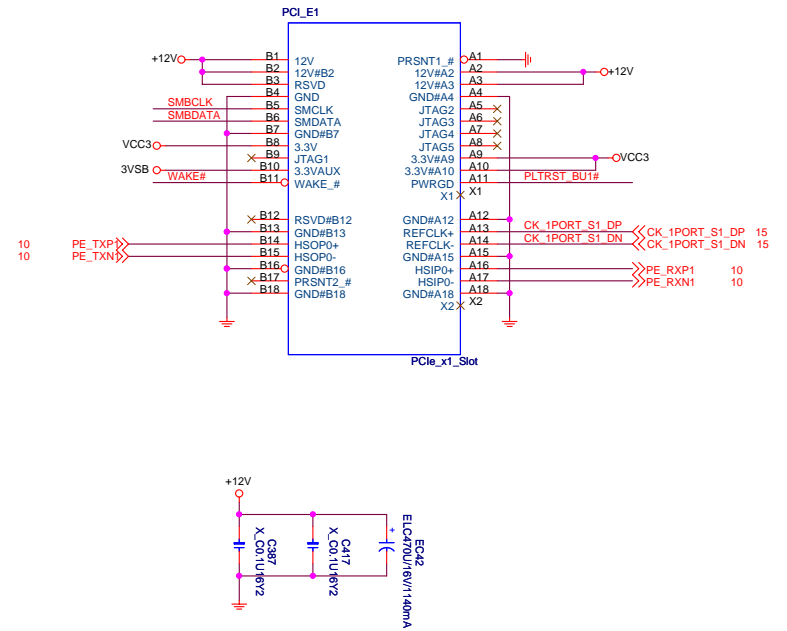 PCI_E1
+12V B1 12V PRSNT1_# A1
B2 12V#B2 12V#A2 A2 +12V
B3 RSVD 12V#A3 A3
B4 GND GND#A4 A4
SMBCLK B5 SMCLK JTAG2 A5
SMBDATA B6 SMDATA JTAG3 A6
B7 GND#B7 JTAG4 A7
VCC3 B8 3.3V JTAG5 A8
B9 JTAG1 3.3V#A9 A9 VCC3
3VSB B10 3.3VAUX 3.3V#A10 A10
WAKE# B11 WAKE_# PWRGD A11 PLTRST_BU1#
X1 X1
B12 RSVD#B12 GND#A12 A12
B13 GND#B13 REFCLK+ A13 CK_1PORT_S1_DP CK_1PORT_S1_DP 15
10 PE_TXP1 B14 HSOP0+ REFCLK- A14 CK_1PORT_S1_DN CK_1PORT_S1_DN 15
10 PE_TXN1 B15 HSOP0- GND#A15 A15
B16 GND#B16 HSIP0+ A16 PE_RXP1 10
B17 PRSNT2_# HSIP0- A17 PE_RXN1 10
B18 GND#B18 GND#A18 A18
X2 X2
PCIe_x1_Slot
+12V
C387
X_C0.1U16Y2
C417
X_C0.1U16Y2
+
EC42
ELC470U/16V/1140mA